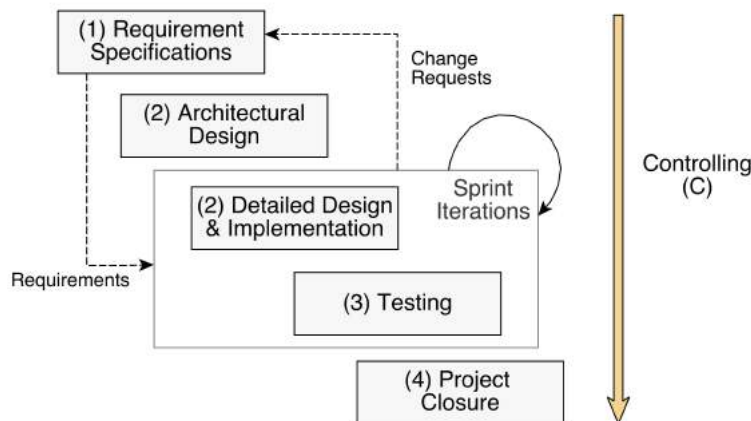 (1) Requirement
Specifications
Change
Requests
(2) Architectural
Design
Controlling
(C)
Sprint
Iterations
(2) Detailed Design
& Implementation
Requirements
(3) Testing
(4) Project
Closure